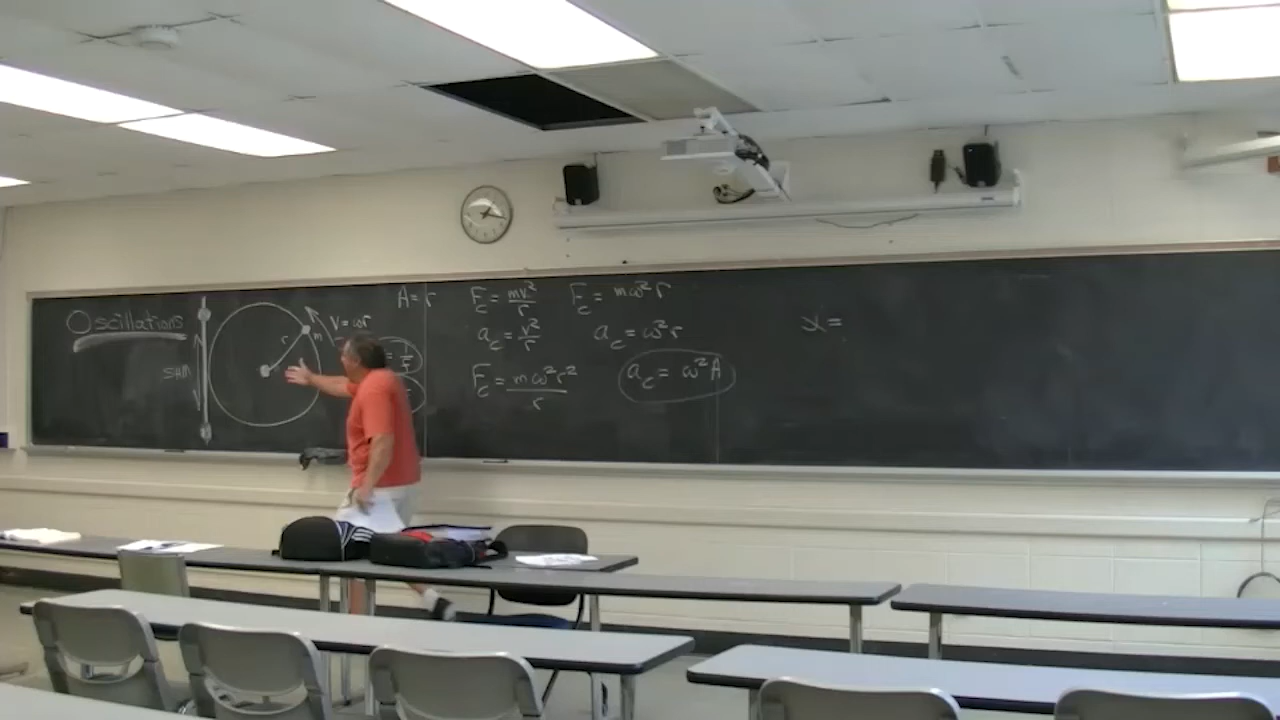 Oscillations
SHM
r
m
V = ωr
A = r
F_c = mv²/r
a_c = v²/r
F_c = mω²r²/r
F_c = mω²r
a_c = ω²r
a_c = ω²A
x =